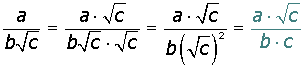 a/(b√c) = (a·√c)/(b√c·√c) = (a·√c)/(b(√c)²) = (a·√c)/(b·c)